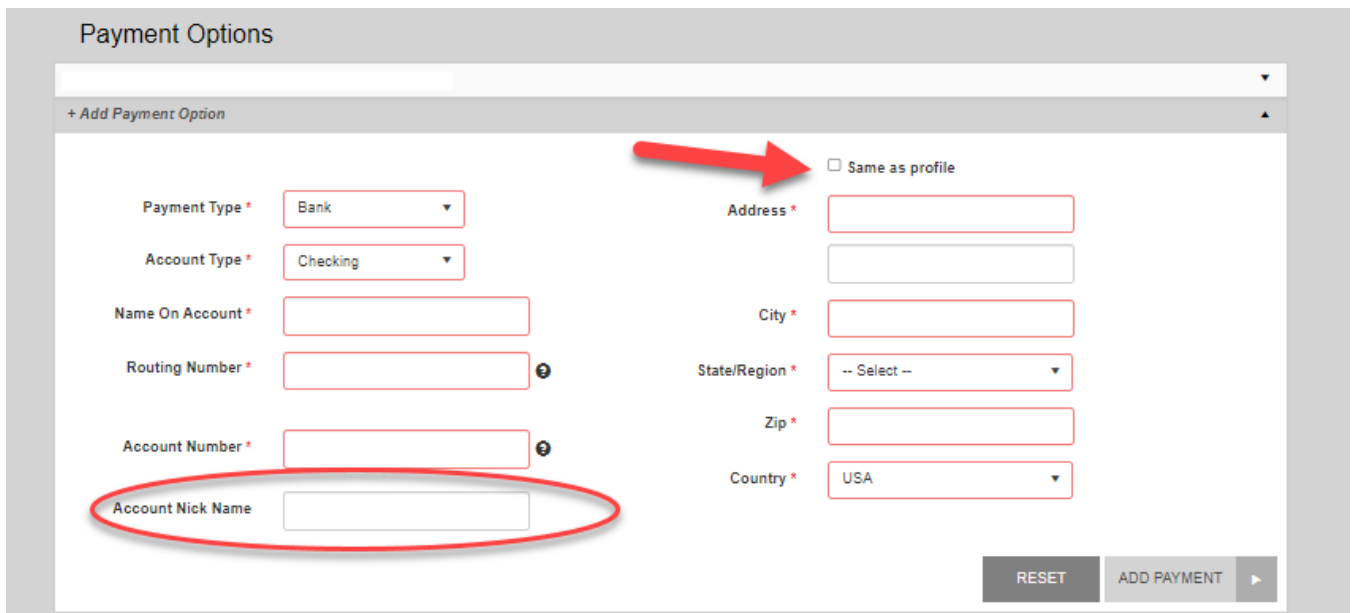 Payment Options
+ Add Payment Option
Same as profile
Payment Type * Bank
Address *
Account Type * Checking
Name On Account *
City *
Routing Number *
State/Region * -- Select --
Zip *
Account Number *
Country * USA
Account Nick Name
RESET
ADD PAYMENT